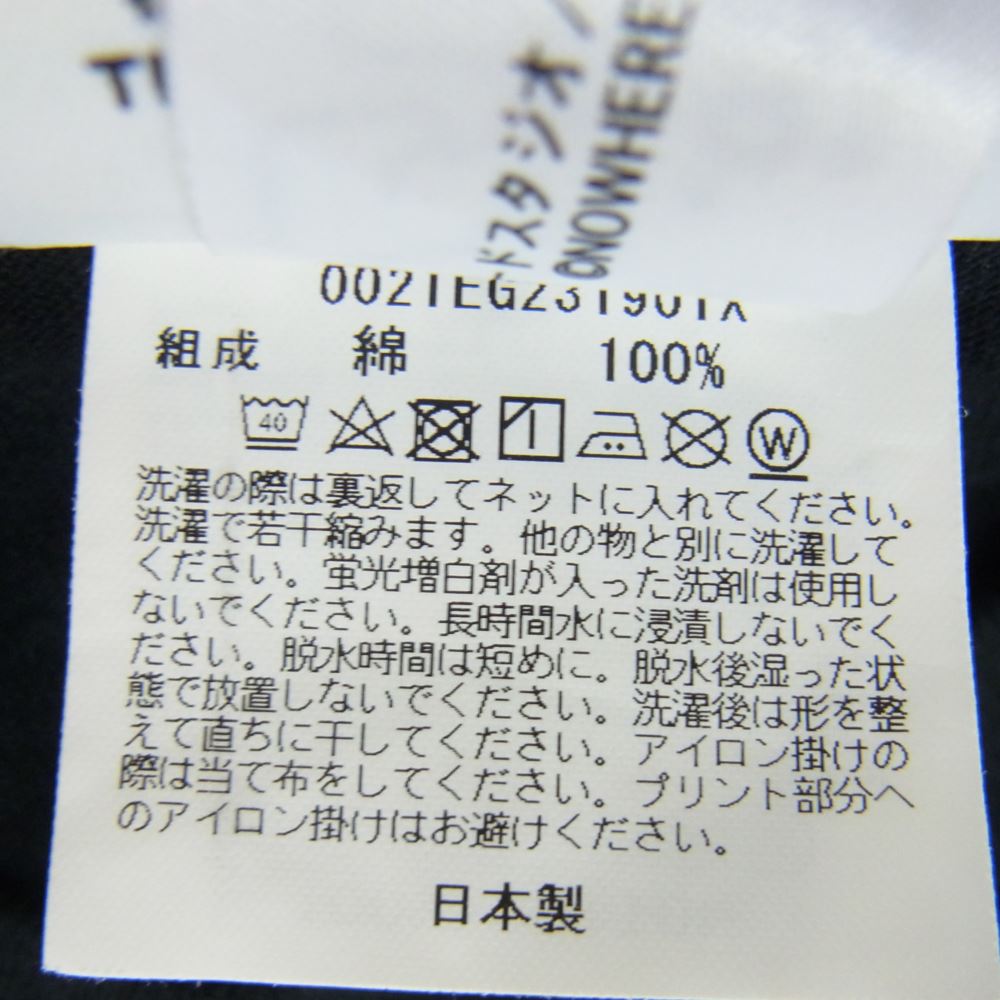 ドスタジオ
©NOWHERE
002TEG231901X
組成 綿 100%
40 W
洗濯の際は裏返してネットに入れてください。
洗濯で若干縮みます。他の物と別に洗濯して
ください。蛍光増白剤が入った洗剤は使用し
ないでください。長時間水に浸漬しないでく
ださい。脱水時間は短めに。脱水後湿った状
態で放置しないでください。洗濯後は形を整
えて直ちに干してください。アイロン掛けの
際は当て布をしてください。プリント部分へ
のアイロン掛けはお避けください。
日本製